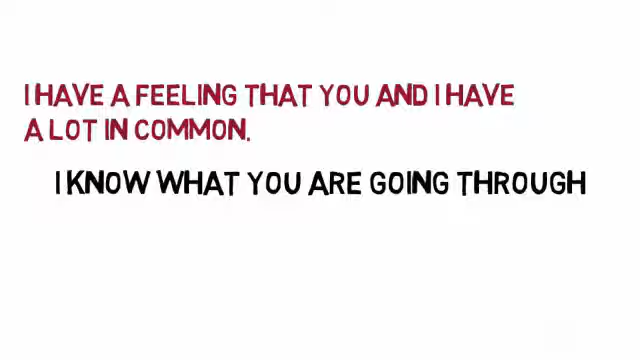 I HAVE A FEELING THAT YOU AND I HAVE
A LOT IN COMMON.
I KNOW WHAT YOU ARE GOING THROUGH